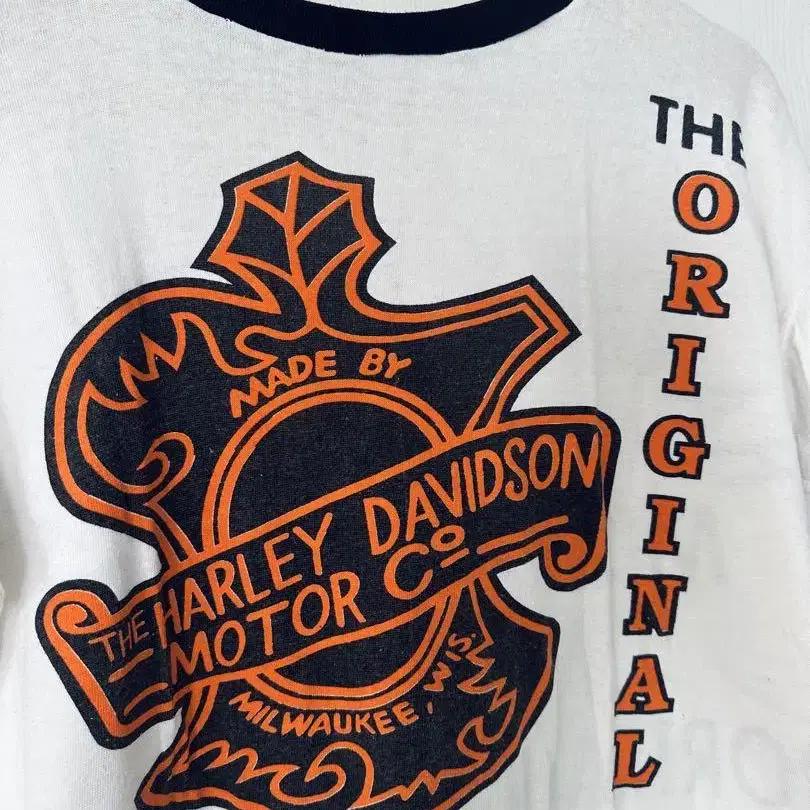 THE
ORIGINAL
MADE BY
THE HARLEY DAVIDSON
MOTOR Co
MILWAUKEE, WIS.